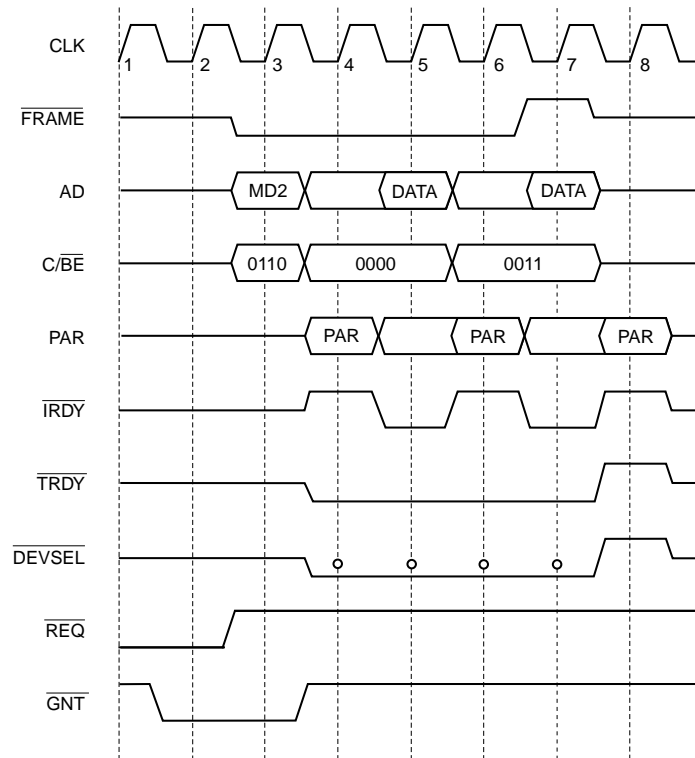 CLK
1 2 3 4 5 6 7 8
FRAME
AD MD2 DATA DATA
C/BE 0110 0000 0011
PAR PAR PAR PAR
IRDY
TRDY
DEVSEL
REQ
GNT